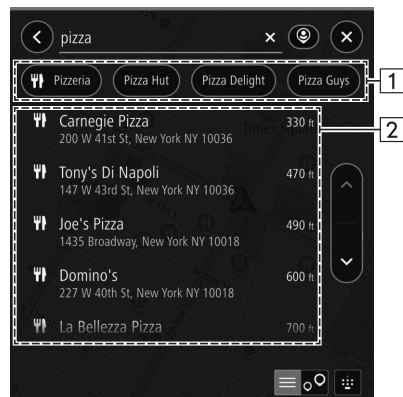 pizza
Pizzeria Pizza Hut Pizza Delight Pizza Guys
1
Carnegie Pizza 330 ft
200 W 41st St, New York NY 10036
2
Tony's Di Napoli 470 ft
147 W 43rd St, New York NY 10036
Joe's Pizza 490 ft
1435 Broadway, New York NY 10018
Domino's 600 ft
227 W 40th St, New York NY 10018
La Bellezza Pizza 700 ft